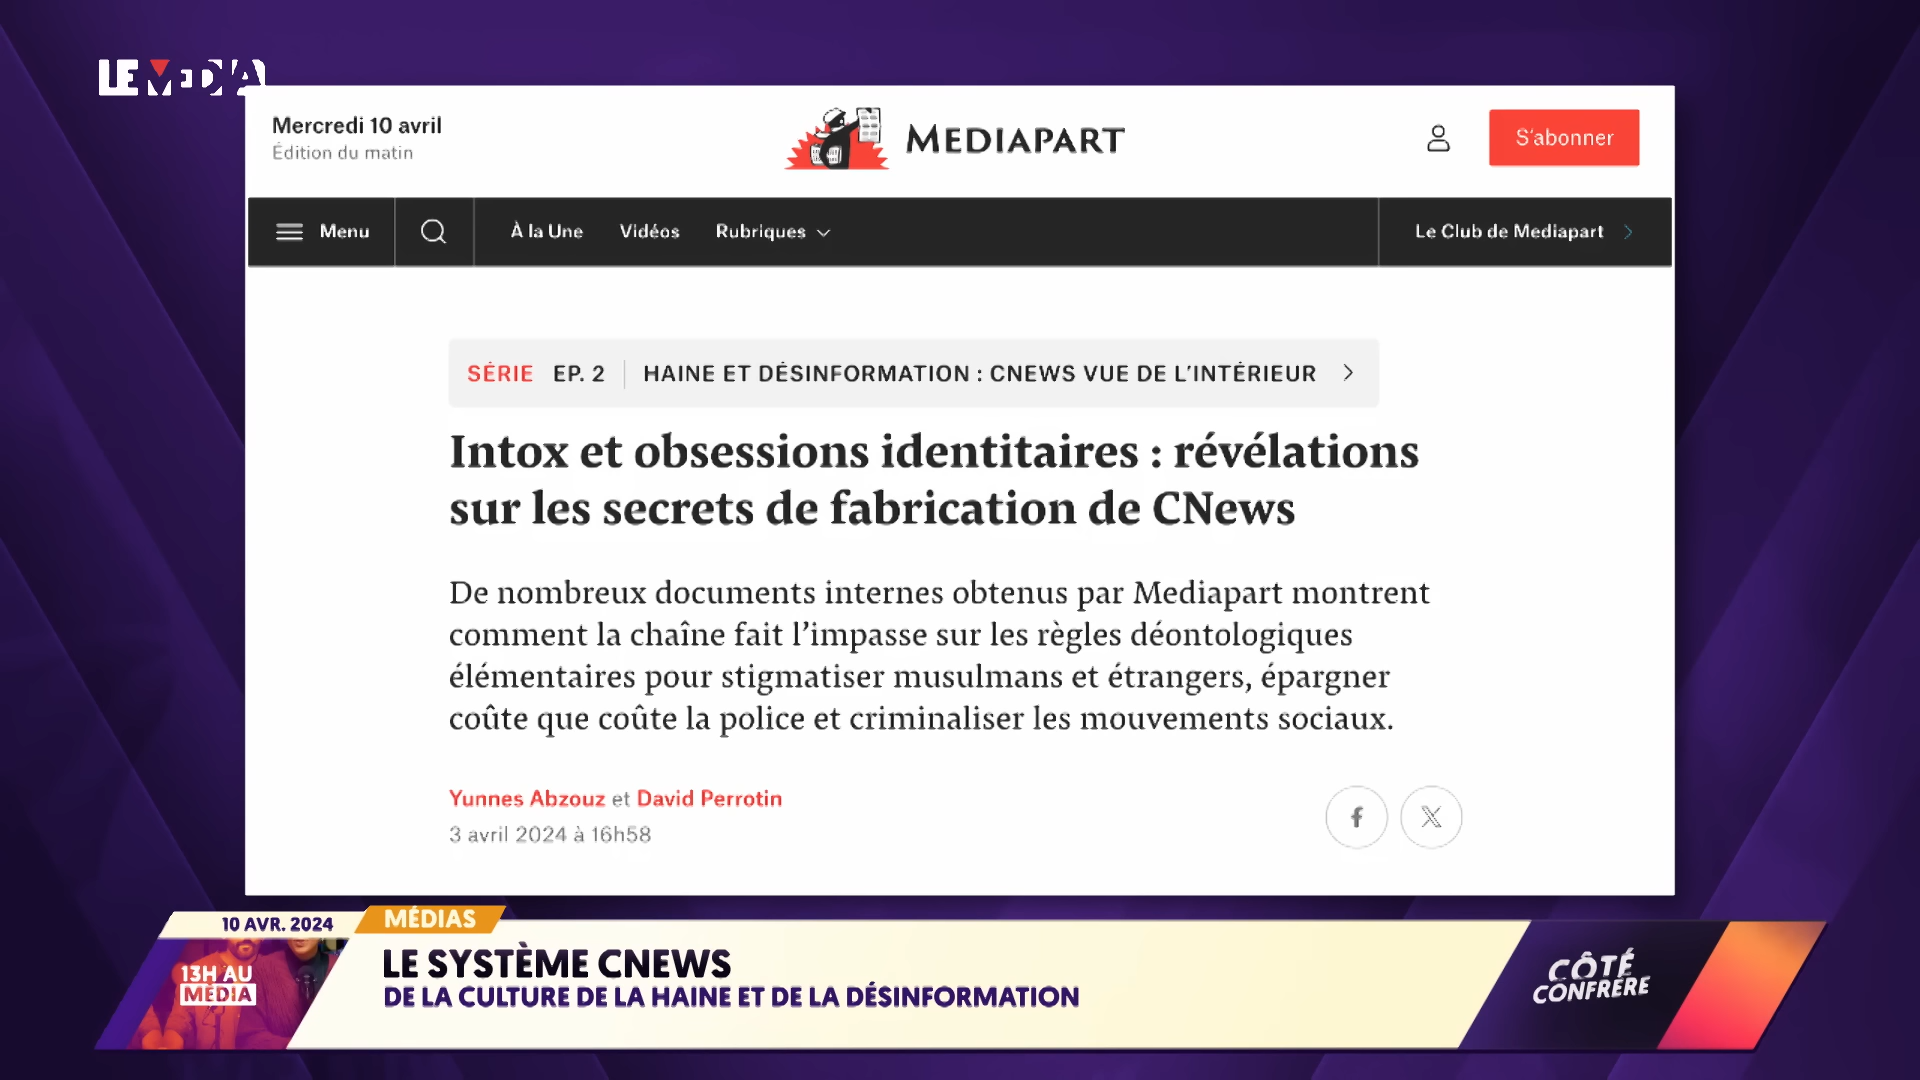 LE MEDIA
Mercredi 10 avril
Édition du matin
MEDIAPART
S'abonner
Menu
À la Une
Vidéos
Rubriques
Le Club de Mediapart
SÉRIE EP. 2 HAINE ET DÉSINFORMATION : CNEWS VUE DE L'INTÉRIEUR
Intox et obsessions identitaires : révélations
sur les secrets de fabrication de CNews
De nombreux documents internes obtenus par Mediapart montrent
comment la chaîne fait l'impasse sur les règles déontologiques
élémentaires pour stigmatiser musulmans et étrangers, épargner
coûte que coûte la police et criminaliser les mouvements sociaux.
Yunnes Abzouz et David Perrotin
3 avril 2024 à 16h58
10 AVR. 2024
MÉDIAS
13H AU
MÉDIA
LE SYSTÈME CNEWS
DE LA CULTURE DE LA HAINE ET DE LA DÉSINFORMATION
CÔTÉ
CONFRÈRE